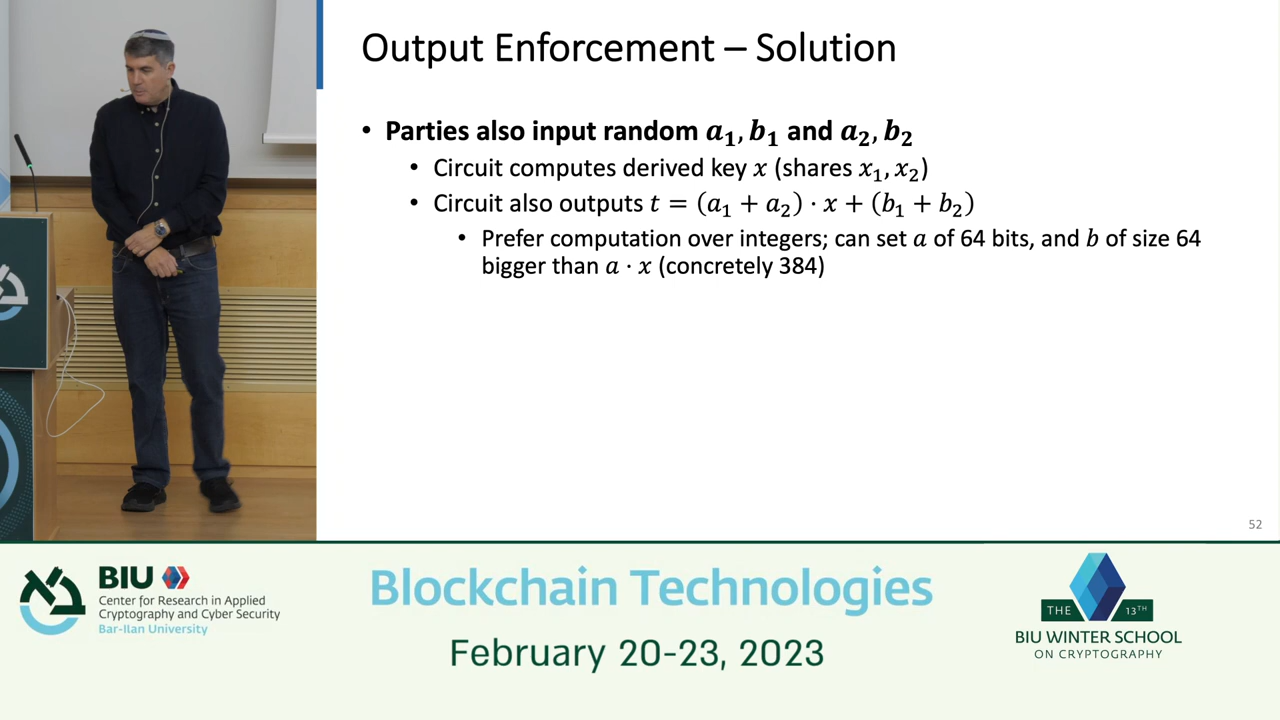 Output Enforcement – Solution
• Parties also input random a₁, b₁ and a₂, b₂
• Circuit computes derived key x (shares x₁, x₂)
• Circuit also outputs t = (a₁ + a₂) · x + (b₁ + b₂)
• Prefer computation over integers; can set a of 64 bits, and b of size 64
bigger than a · x (concretely 384)
52
BIU
Center for Research in Applied
Cryptography and Cyber Security
Bar-Ilan University
Blockchain Technologies
February 20-23, 2023
THE 13TH
BIU WINTER SCHOOL
ON CRYPTOGRAPHY